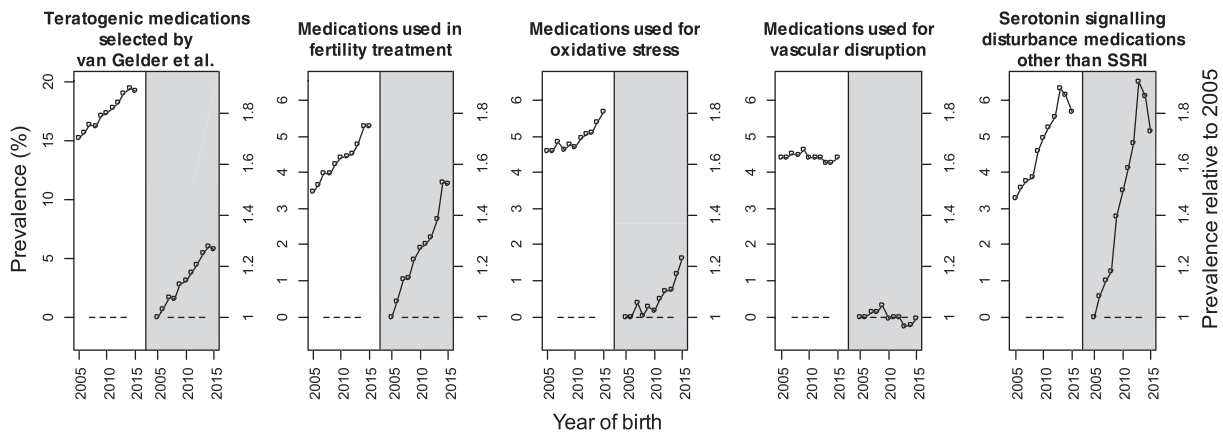 Teratogenic medications
selected by
van Gelder et al.
Medications used in
fertility treatment
Medications used for
oxidative stress
Medications used for
vascular disruption
Serotonin signalling
disturbance medications
other than SSRI
Prevalence (%)
0 5 10 15 20
1 1.2 1.4 1.6 1.8
2005 2010 2015
2005 2010 2015
0 1 2 3 4 5 6
1 1.2 1.4 1.6 1.8
2005 2010 2015
2005 2010 2015
0 1 2 3 4 5 6
1 1.2 1.4 1.6 1.8
2005 2010 2015
2005 2010 2015
0 1 2 3 4 5 6
1 1.2 1.4 1.6 1.8
2005 2010 2015
2005 2010 2015
0 1 2 3 4 5 6
1 1.2 1.4 1.6 1.8
2005 2010 2015
2005 2010 2015
Prevalence relative to 2005
Year of birth